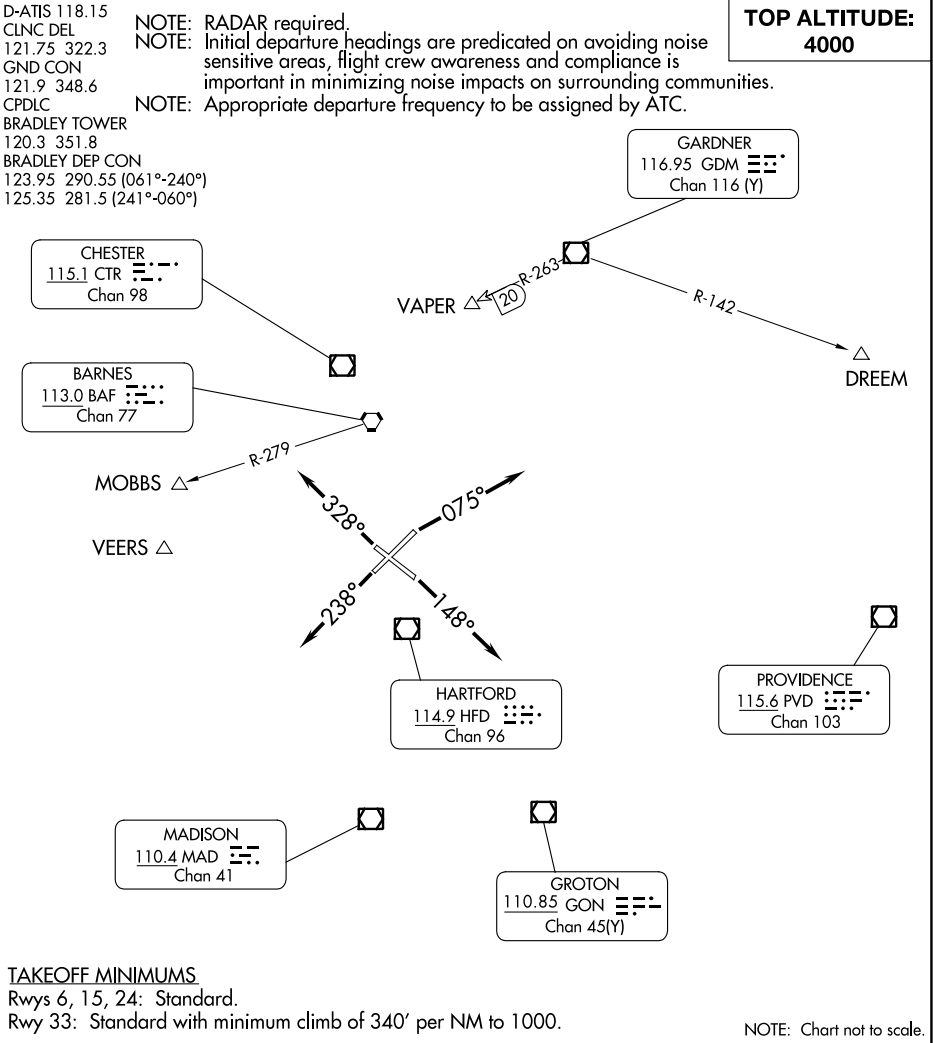 D-ATIS 118.15
CLNC DEL
121.75 322.3
GND CON
121.9 348.6
CPDLC
BRADLEY TOWER
120.3 351.8
BRADLEY DEP CON
123.95 290.55 (061°-240°)
125.35 281.5 (241°-060°)
NOTE: RADAR required.
NOTE: Initial departure headings are predicated on avoiding noise
sensitive areas, flight crew awareness and compliance is
important in minimizing noise impacts on surrounding communities.
NOTE: Appropriate departure frequency to be assigned by ATC.
TOP ALTITUDE:
4000
GARDNER
116.95 GDM
Chan 116 (Y)
CHESTER
115.1 CTR
Chan 98
VAPER
20
R-263
R-142
DREEM
BARNES
113.0 BAF
Chan 77
R-279
MOBBS
VEERS
328°
075°
238°
148°
HARTFORD
114.9 HFD
Chan 96
PROVIDENCE
115.6 PVD
Chan 103
MADISON
110.4 MAD
Chan 41
GROTON
110.85 GON
Chan 45(Y)
TAKEOFF MINIMUMS
Rwys 6, 15, 24: Standard.
Rwy 33: Standard with minimum climb of 340' per NM to 1000.
NOTE: Chart not to scale.